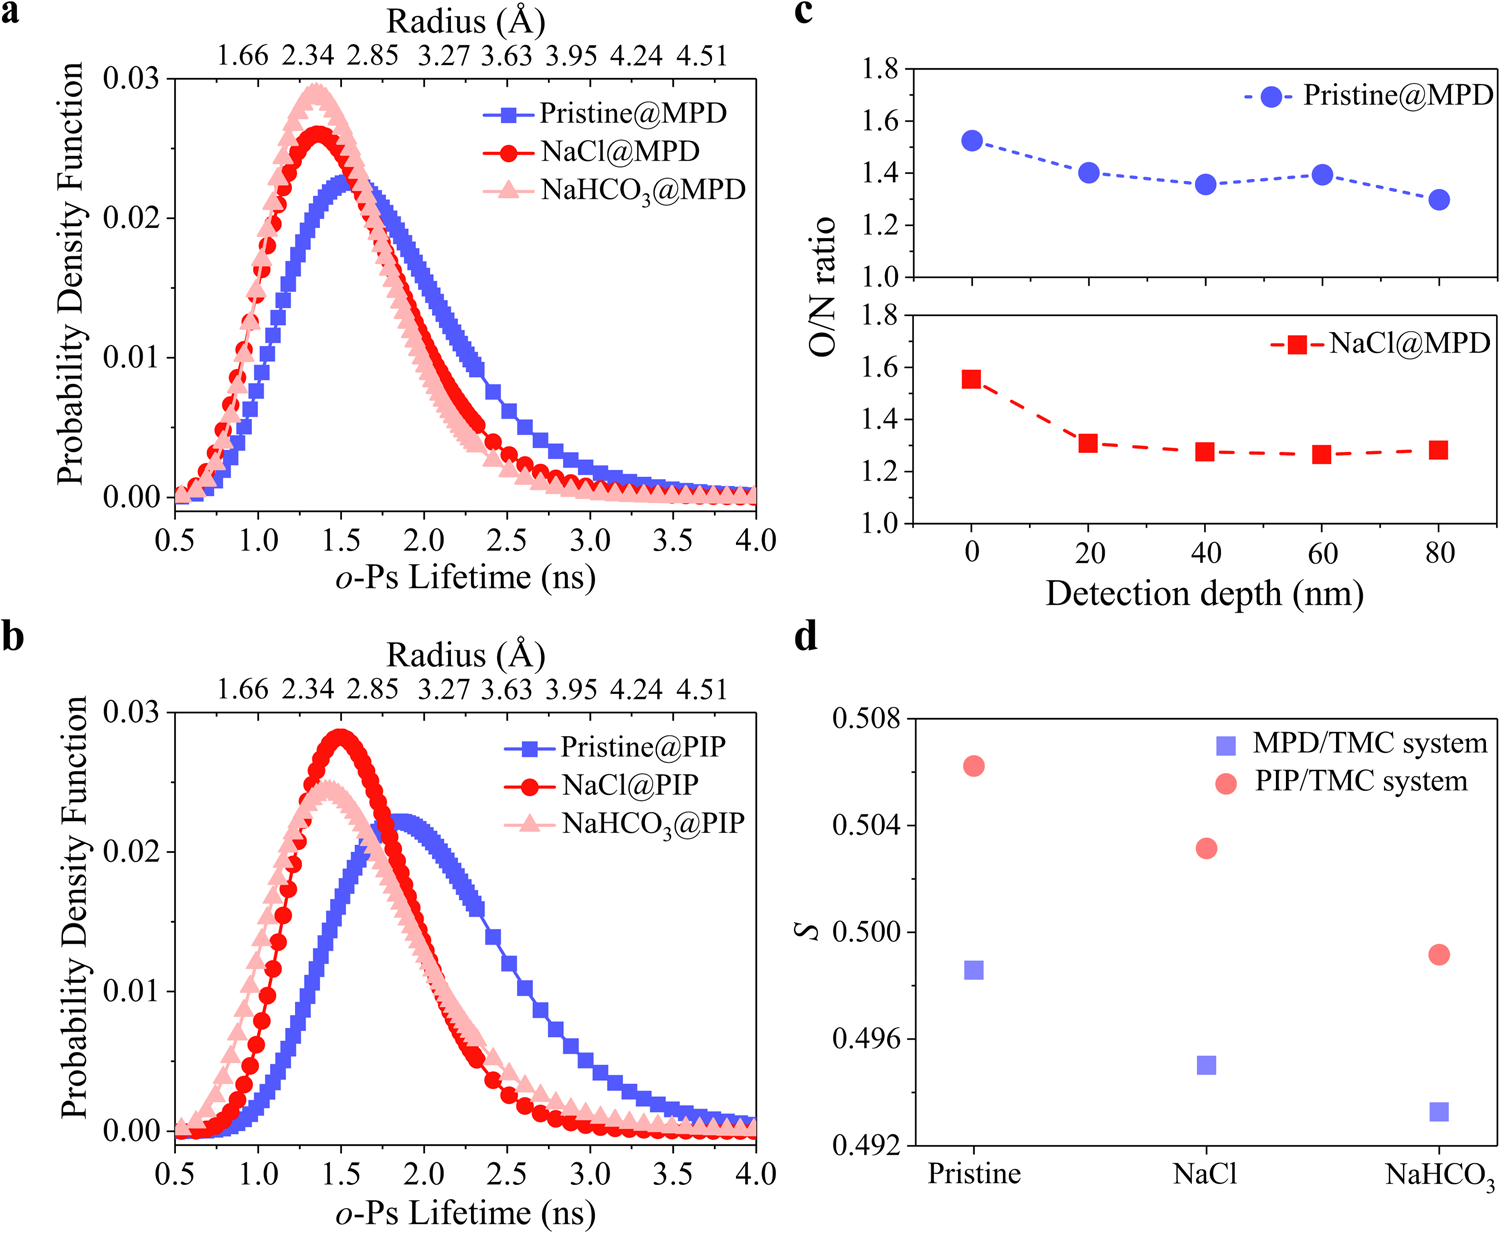 a
Radius (Å)
1.66 2.34 2.85 3.27 3.63 3.95 4.24 4.51
Probability Density Function
0.03
0.02
0.01
0.00
Pristine@MPD
NaCl@MPD
NaHCO₃@MPD
0.5 1.0 1.5 2.0 2.5 3.0 3.5 4.0
o-Ps Lifetime (ns)
b
Radius (Å)
1.66 2.34 2.85 3.27 3.63 3.95 4.24 4.51
Probability Density Function
0.03
0.02
0.01
0.00
Pristine@PIP
NaCl@PIP
NaHCO₃@PIP
0.5 1.0 1.5 2.0 2.5 3.0 3.5 4.0
o-Ps Lifetime (ns)
c
O/N ratio
1.8
1.6
1.4
1.2
1.0
Pristine@MPD
1.8
1.6
1.4
1.2
1.0
NaCl@MPD
0 20 40 60 80
Detection depth (nm)
d
S
0.508
0.504
0.500
0.496
0.492
MPD/TMC system
PIP/TMC system
Pristine NaCl NaHCO₃